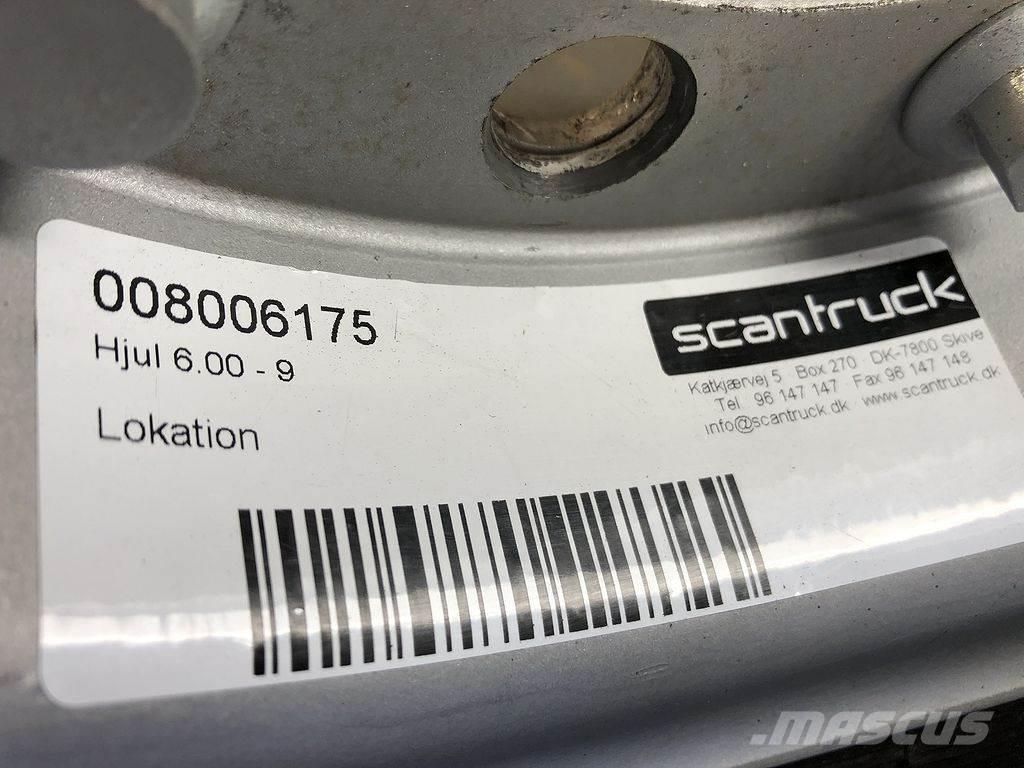 008006175
Hjul 6.00 - 9
Lokation
scantruck
Katkjærvej 5 · Box 270 · DK-7800 Skive
Tel. 96 147 147 · Fax 96 147 148
info@scantruck.dk · www.scantruck.dk
.MASCUS